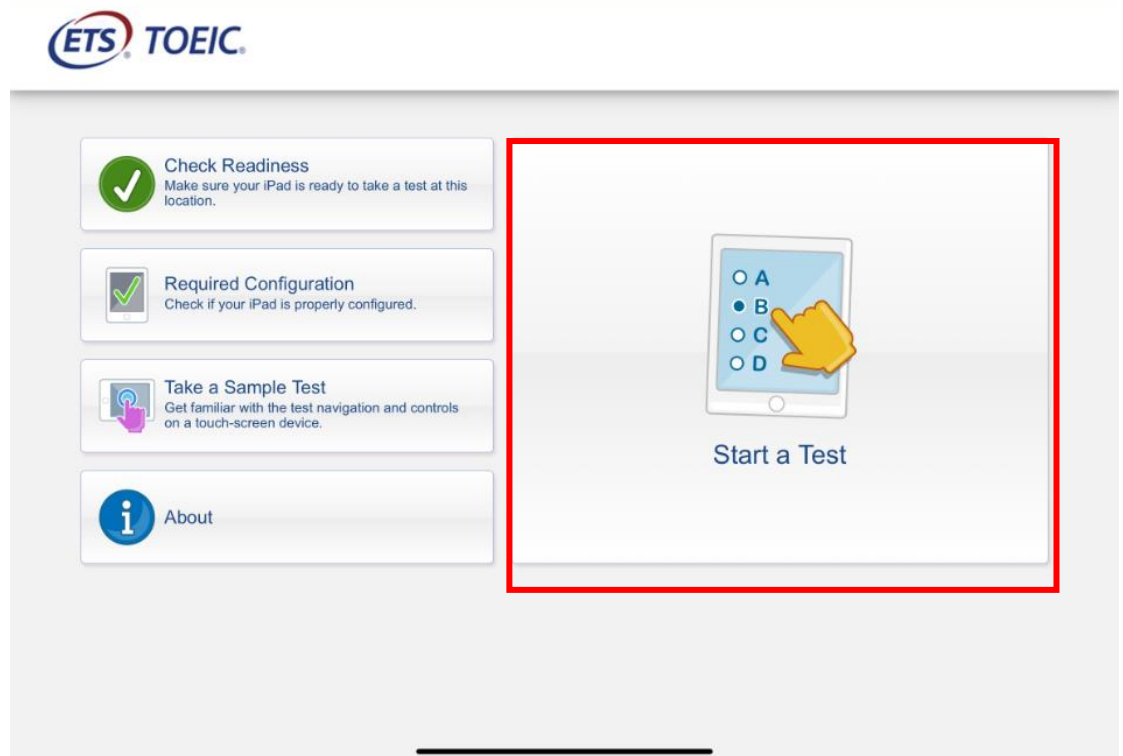 ETS® TOEIC®
Check Readiness
Make sure your iPad is ready to take a test at this
location.
Required Configuration
Check if your iPad is properly configured.
Take a Sample Test
Get familiar with the test navigation and controls
on a touch-screen device.
i About
A
B
C
D
Start a Test